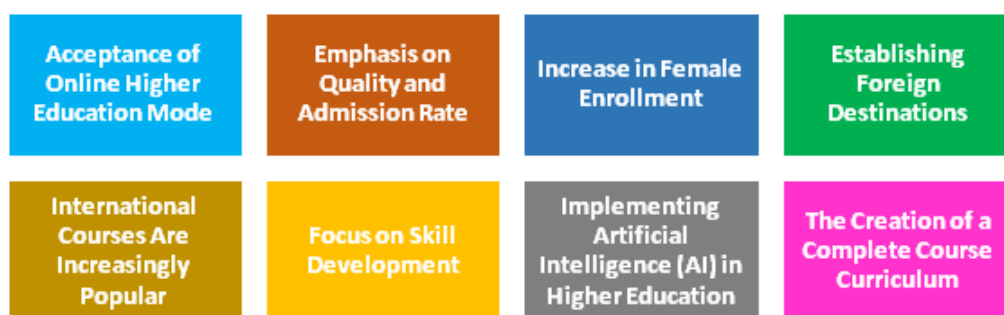 Acceptance of
Online Higher
Education Mode
Emphasis on
Quality and
Admission Rate
Increase in Female
Enrollment
Establishing
Foreign
Destinations
International
Courses Are
Increasingly
Popular
Focus on Skill
Development
Implementing
Artificial
Intelligence (AI) in
Higher Education
The Creation of a
Complete Course
Curriculum